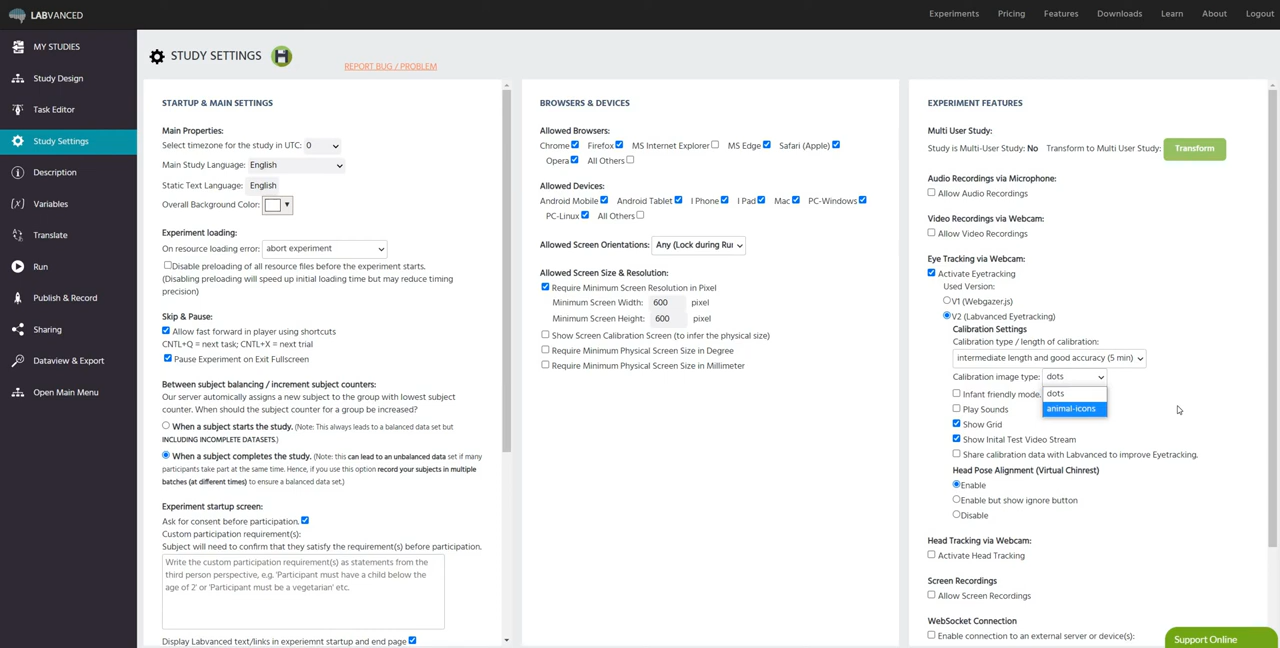 LABVANCED
Experiments Pricing Features Downloads Learn About Logout
MY STUDIES
Study Design
Task Editor
Study Settings
Description
(x) Variables
Translate
Run
Publish & Record
Sharing
Dataview & Export
Open Main Menu
STUDY SETTINGS
REPORT BUG / PROBLEM
STARTUP & MAIN SETTINGS
Main Properties:
Select timezone for the study in UTC: 0
Main Study Language: English
Static Text Language: English
Overall Background Color:
Experiment loading:
On resource loading error: abort experiment
Disable preloading of all resource files before the experiment starts.
(Disabling preloading will speed up initial loading time but may reduce timing
precision)
Skip & Pause:
Allow fast forward in player using shortcuts
CNTL+Q = next task; CNTL+X = next trial
Pause Experiment on Exit Fullscreen
Between subject balancing / increment subject counters:
Our server automatically assigns a new subject to the group with lowest subject
counter. When should the subject counter for a group be increased?
When a subject starts the study. (Note: This always leads to a balanced data set but
INCLUDING INCOMPLETE DATASETS.)
When a subject completes the study. (Note: this can lead to an unbalanced data set if many
participants take part at the same time. Hence, if you use this option record your subjects in multiple
batches (at different times) to ensure a balanced data set.)
Experiment startup screen:
Ask for consent before participation.
Custom participation requirement(s):
Subject will need to confirm that they satisfy the requirement(s) before participation.
Write the custom participation requirement(s) as statements from the
third person perspective, e.g. 'Participant must have a child below the
age of 2' or 'Participant must be a vegetarian' etc.
Display Labvanced text/links in experiemnt startup and end page
BROWSERS & DEVICES
Allowed Browsers:
Chrome Firefox MS Internet Explorer MS Edge Safari (Apple)
Opera All Others
Allowed Devices:
Android Mobile Android Tablet I Phone I Pad Mac PC-Windows
PC-Linux All Others
Allowed Screen Orientations: Any (Lock during Ru
Allowed Screen Size & Resolution:
Require Minimum Screen Resolution in Pixel
Minimum Screen Width: 600 pixel
Minimum Screen Height: 600 pixel
Show Screen Calibration Screen (to infer the physical size)
Require Minimum Physical Screen Size in Degree
Require Minimum Physical Screen Size in Millimeter
EXPERIMENT FEATURES
Multi User Study:
Study is Multi-User Study: No Transform to Multi User Study: Transform
Audio Recordings via Microphone:
Allow Audio Recordings
Video Recordings via Webcam:
Allow Video Recordings
Eye Tracking via Webcam:
Activate Eyetracking
Used Version:
V1 (Webgazer.js)
V2 (Labvanced Eyetracking)
Calibration Settings
Calibration type / length of calibration:
intermediate length and good accuracy (5 min)
Calibration image type: dots
Infant friendly mode. dots
Play Sounds animal-icons
Show Grid
Show Inital Test Video Stream
Share calibration data with Labvanced to improve Eyetracking.
Head Pose Alignment (Virtual Chinrest)
Enable
Enable but show ignore button
Disable
Head Tracking via Webcam:
Activate Head Tracking
Screen Recordings
Allow Screen Recordings
WebSocket Connection
Enable connection to an external server or device(s):
Support Online